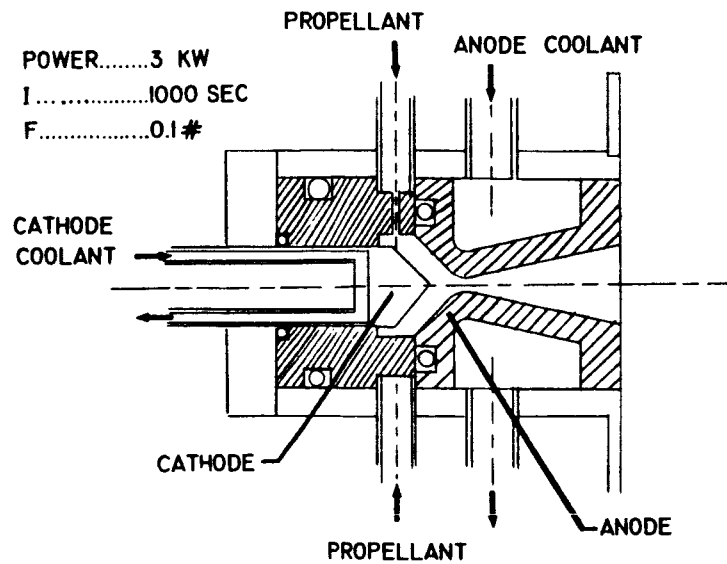 PROPELLANT
ANODE COOLANT
POWER........3 KW
I ... ..............1000 SEC
F.................0.1#
CATHODE
COOLANT
CATHODE
ANODE
PROPELLANT